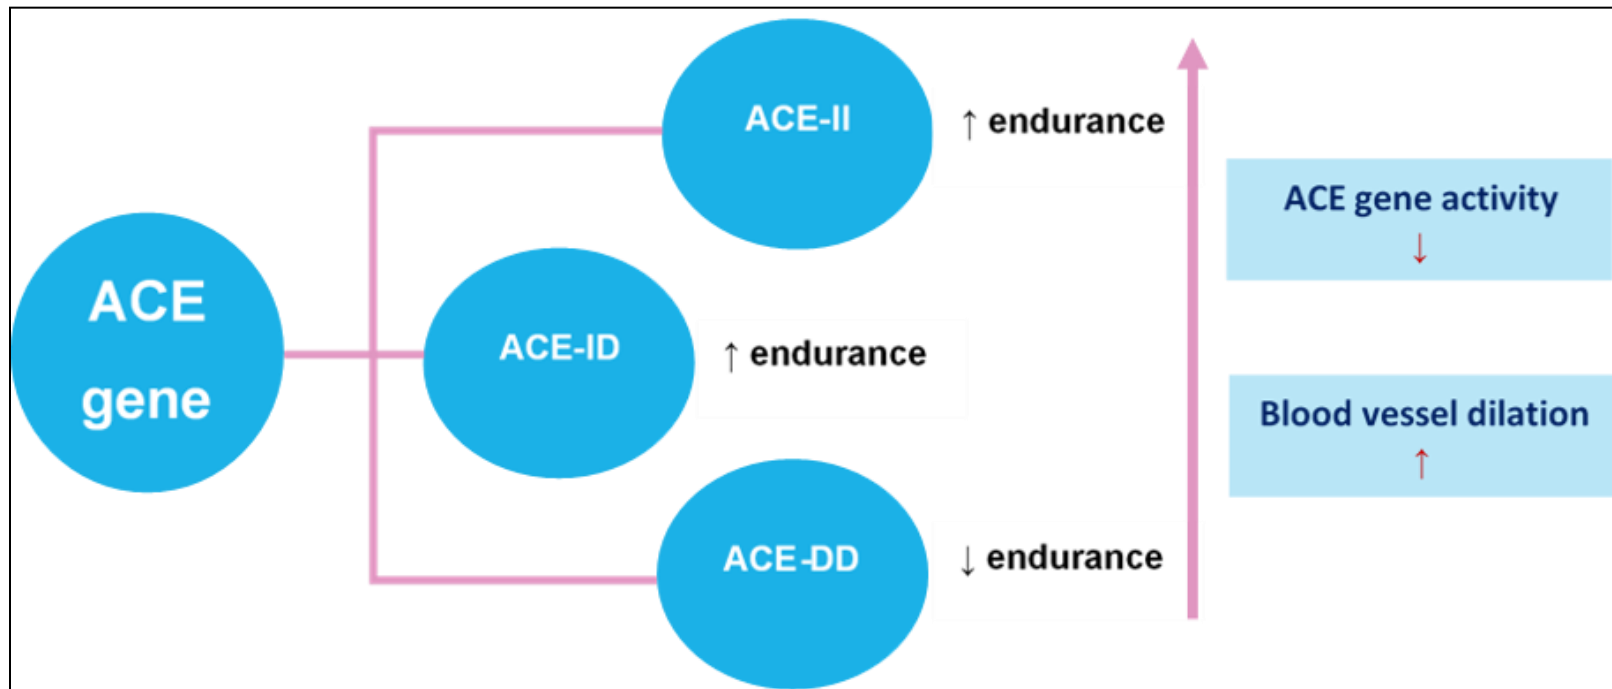 ACE
gene
ACE-II
↑ endurance
ACE-ID
↑ endurance
ACE-DD
↓ endurance
ACE gene activity
↓
Blood vessel dilation
↑